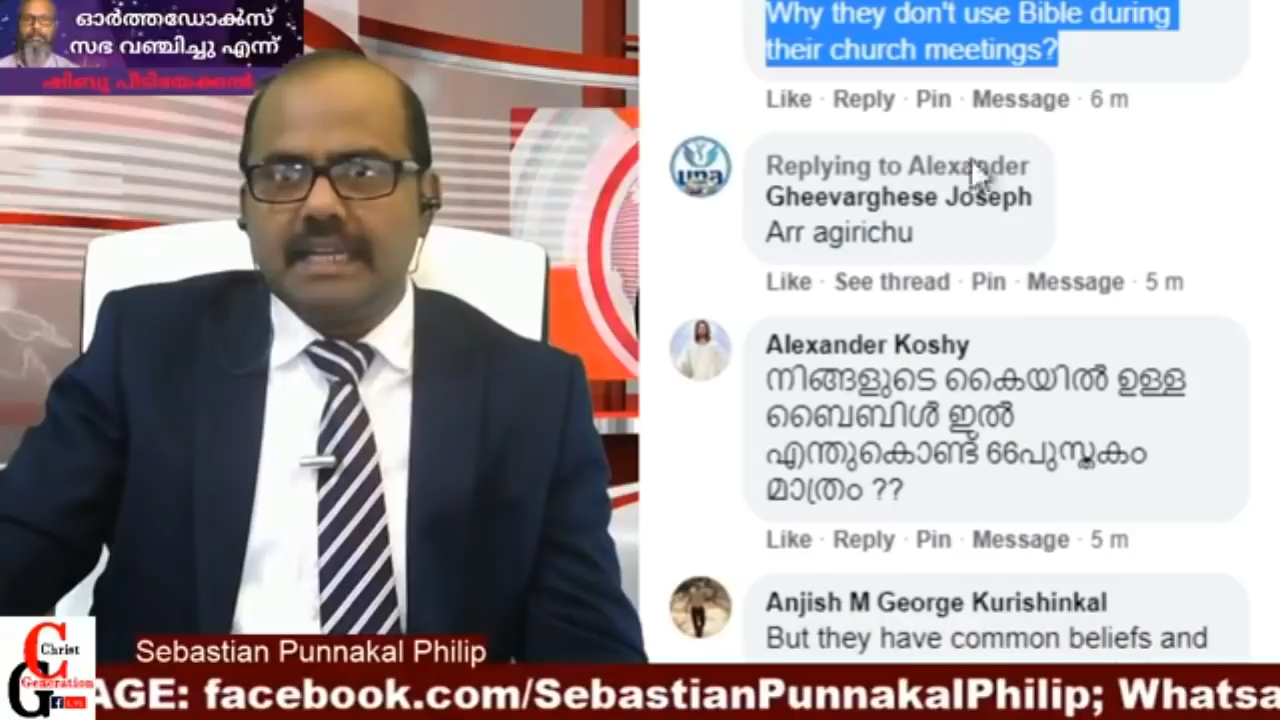 ഓർത്തഡോക്സ്
സഭ വഞ്ചിച്ചു എന്ന്
ഷിബു പീടിയേക്കൽ
Why they don't use Bible during
their church meetings?
Like · Reply · Pin · Message · 6 m
una
Replying to Alexander
Gheevarghese Joseph
Arr agirichu
Like · See thread · Pin · Message · 5 m
Alexander Koshy
നിങ്ങളുടെ കൈയിൽ ഉള്ള
ബൈബിൾ ഇൽ
എന്തുകൊണ്ട് 66പുസ്തകം
മാത്രം ??
Like · Reply · Pin · Message · 5 m
Anjish M George Kurishinkal
But they have common beliefs and
Sebastian Punnakal Philip
C Christ
G Generation
AGE: facebook.com/SebastianPunnakalPhilip; Whatsa